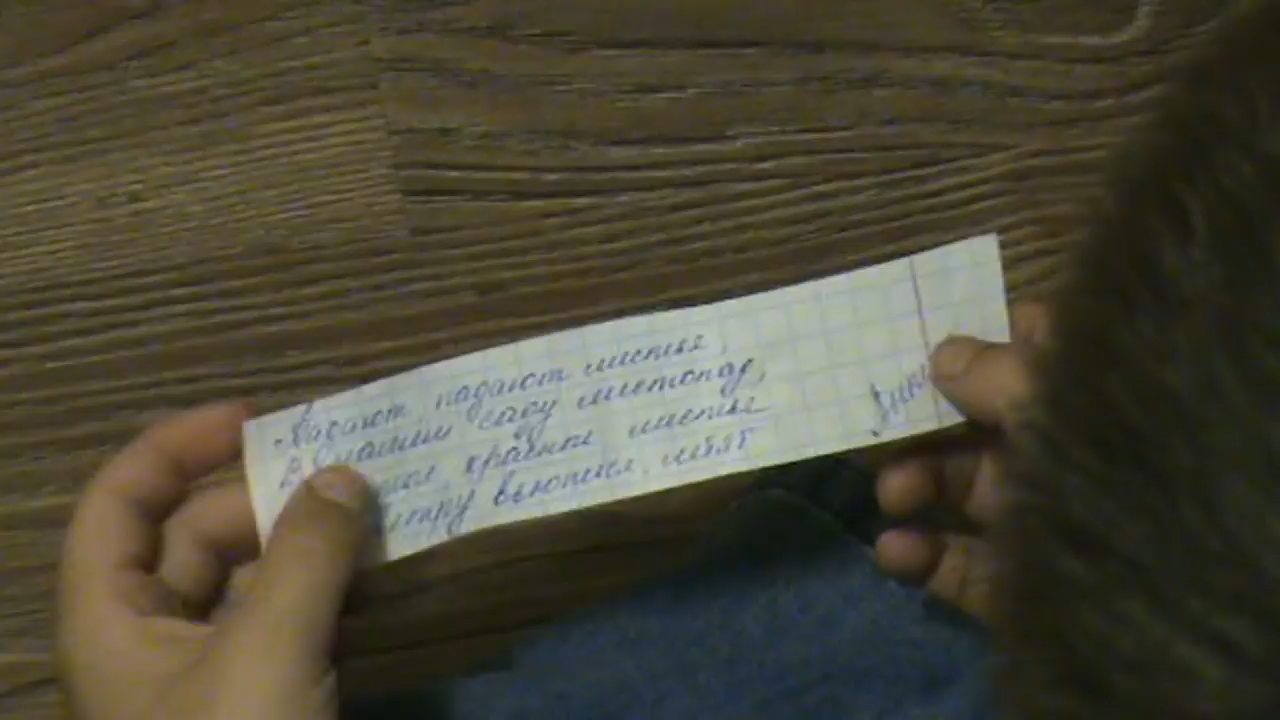 Падают, падают листья,
В нашем саду листопад,
красные листья
ветру вьются, летят